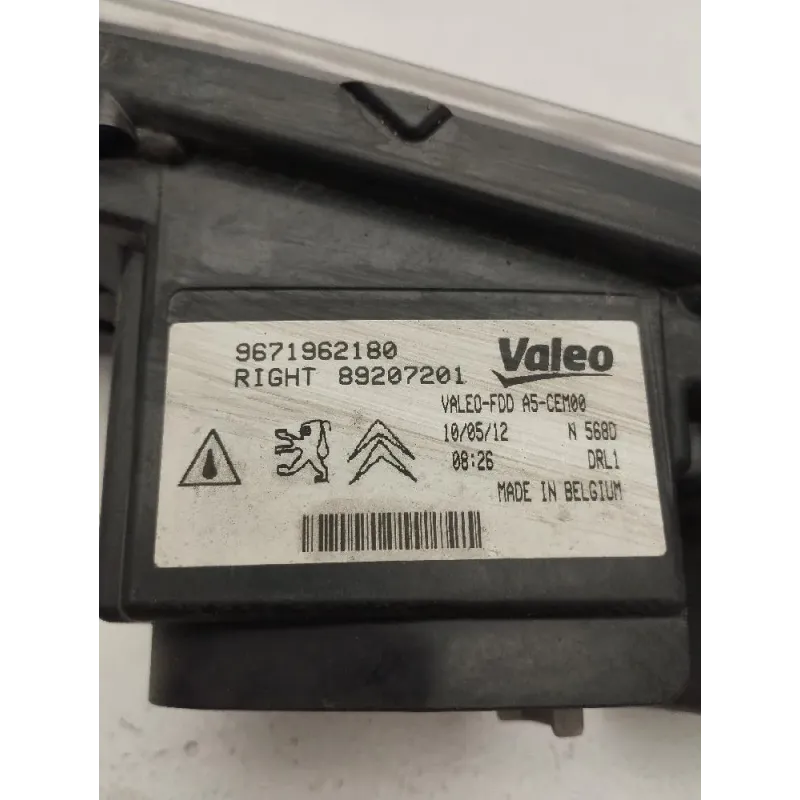 9671962180
RIGHT 89207201
Valeo
VALEO-FDD A5-CEM00
10/05/12 N 568D
08:26 DRL1
MADE IN BELGIUM